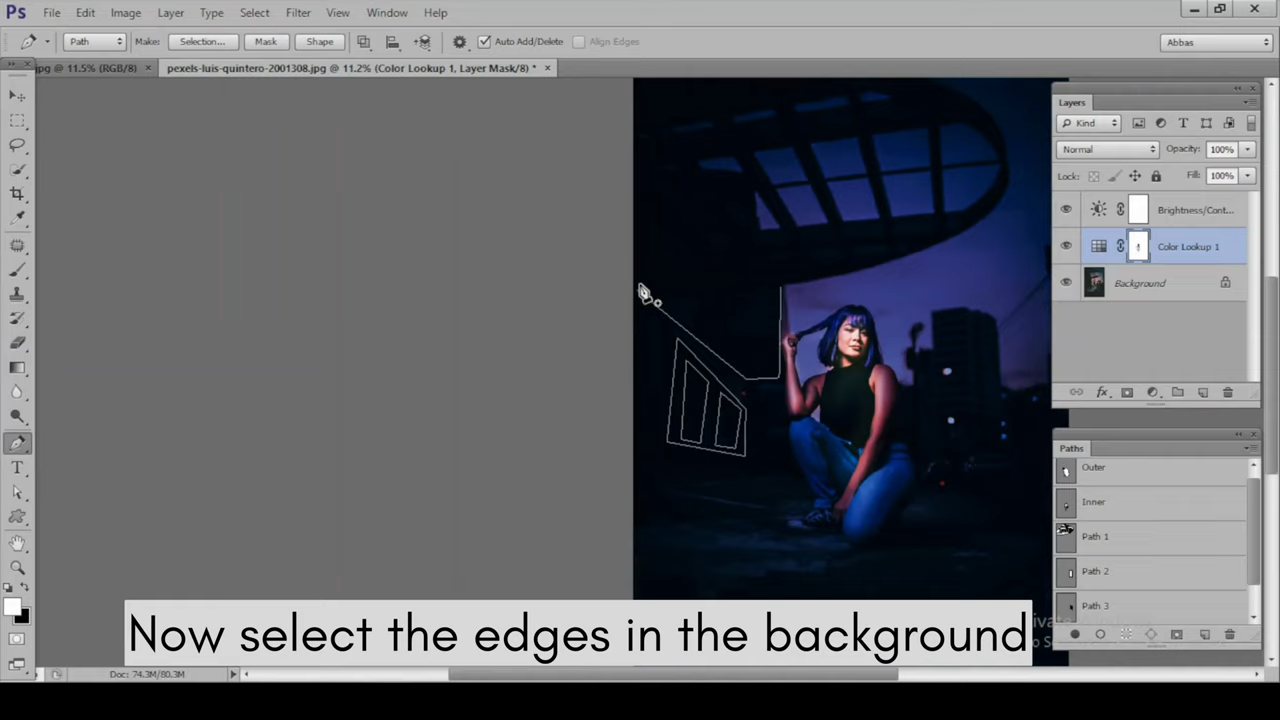 Ps File Edit Image Layer Type Select Filter View Window Help
Path Make: Selection... Mask Shape Auto Add/Delete Align Edges Abbas
.jpg @ 11.5% (RGB/8) × pexels-luis-quintero-2001308.jpg @ 11.2% (Color Lookup 1, Layer Mask/8) * ×
Layers
Kind
Normal Opacity: 100%
Lock: Fill: 100%
Brightness/Cont...
Color Lookup 1
Background
fx
Paths
Outer
Inner
Path 1
Path 2
Path 3
Now select the edges in the background
Doc: 74.3M/80.3M